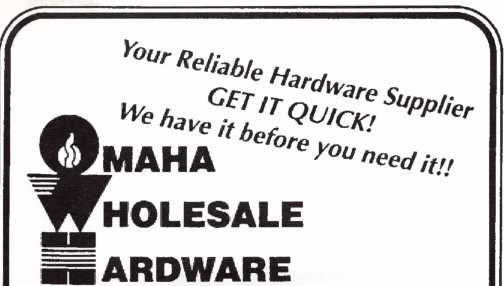 Your Reliable Hardware Supplier
GET IT QUICK!
We have it before you need it!!
OMAHA
WHOLESALE
HARDWARE